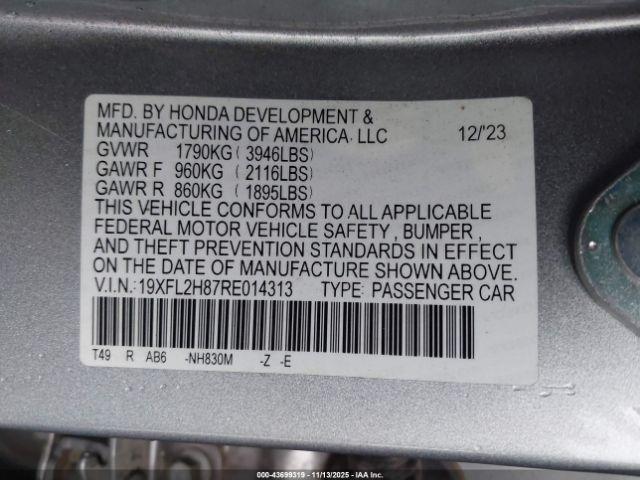 MFD. BY HONDA DEVELOPMENT &
MANUFACTURING OF AMERICA. LLC 12/'23
GVWR 1790KG ( 3946LBS)
GAWR F 960KG ( 2116LBS)
GAWR R 860KG ( 1895LBS)
THIS VEHICLE CONFORMS TO ALL APPLICABLE
FEDERAL MOTOR VEHICLE SAFETY , BUMPER ,
AND THEFT PREVENTION STANDARDS IN EFFECT
ON THE DATE OF MANUFACTURE SHOWN ABOVE.
V.I.N.: 19XFL2H87RE014313 TYPE: PASSENGER CAR
T49 R AB6 -NH830M -Z -E
000-43699319 - 11/13/2025 - IAA Inc.